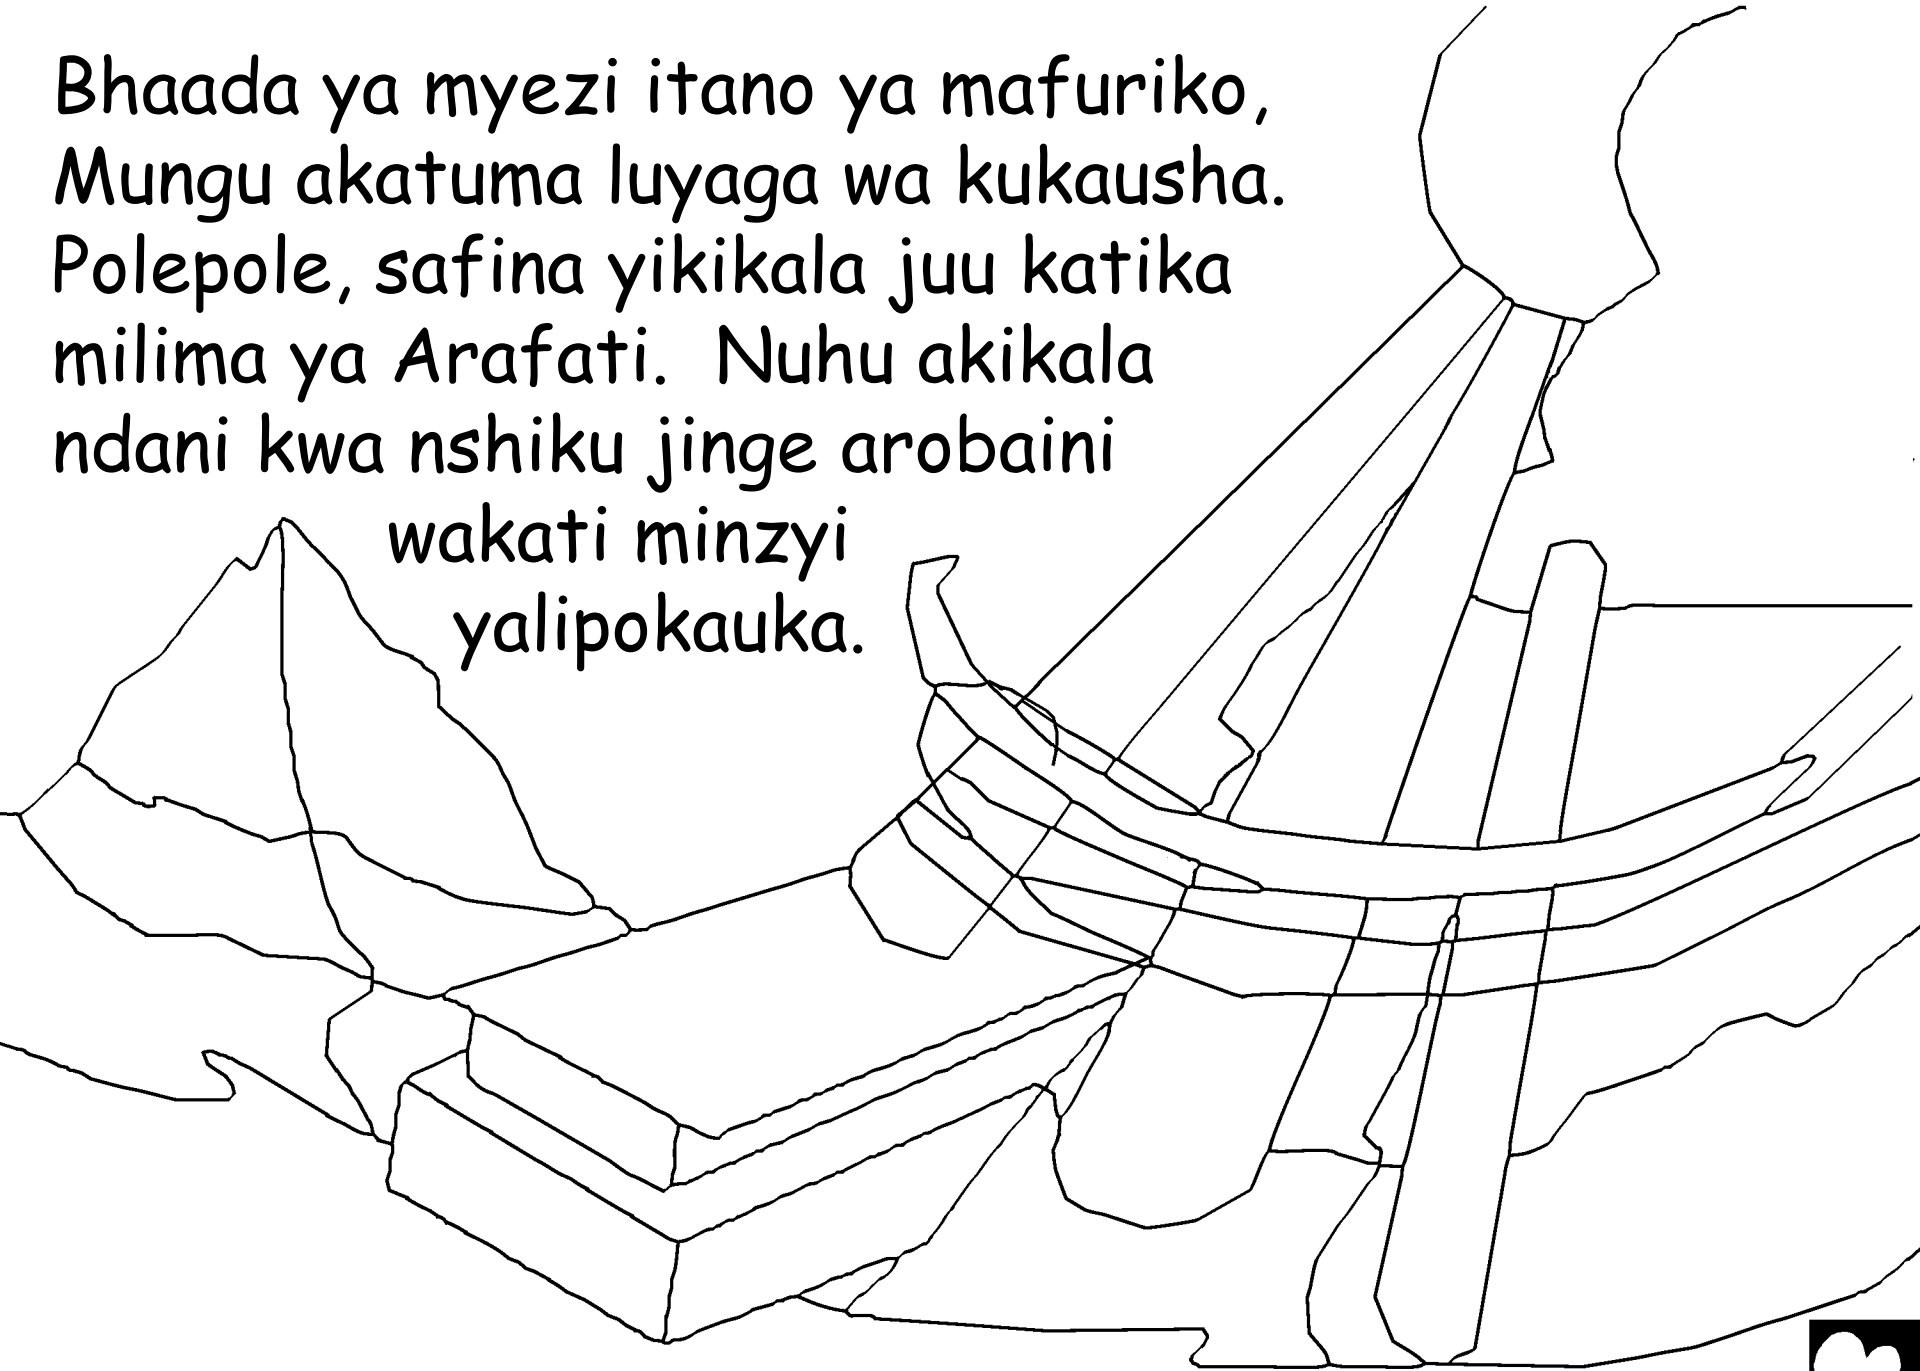 Bhaada ya myezi itano ya mafuriko,
Mungu akatuma luyaga wa kukausha.
Polepole, safina yikikala juu katika
milima ya Arafati.  Nuhu akikala
ndani kwa nshiku jinge arobaini
wakati minzyi
yalipokauka.